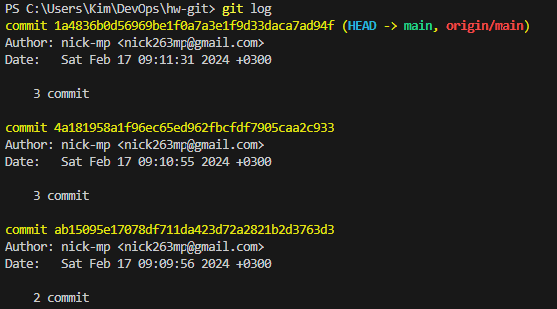 PS C:\Users\Kim\DevOps\hw-git> git log
commit 1a4836b0d56969be1f0a7a3e1f9d33daca7ad94f (HEAD -> main, origin/main)
Author: nick-mp <nick263mp@gmail.com>
Date:   Sat Feb 17 09:11:31 2024 +0300
    3 commit
commit 4a181958a1f96ec65ed962fbcfdf7905caa2c933
Author: nick-mp <nick263mp@gmail.com>
Date:   Sat Feb 17 09:10:55 2024 +0300
    3 commit
commit ab15095e17078df711da423d72a2821b2d3763d3
Author: nick-mp <nick263mp@gmail.com>
Date:   Sat Feb 17 09:09:56 2024 +0300
    2 commit